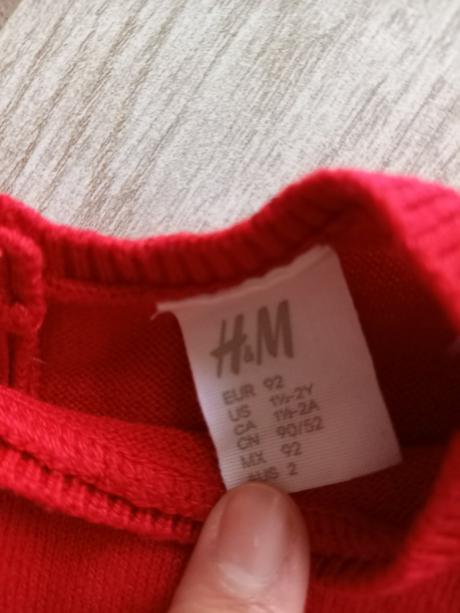 H&M
EUR 92
US 1½-2Y
CA 1½-2A
CN 90/52
MX 92
AUS 2